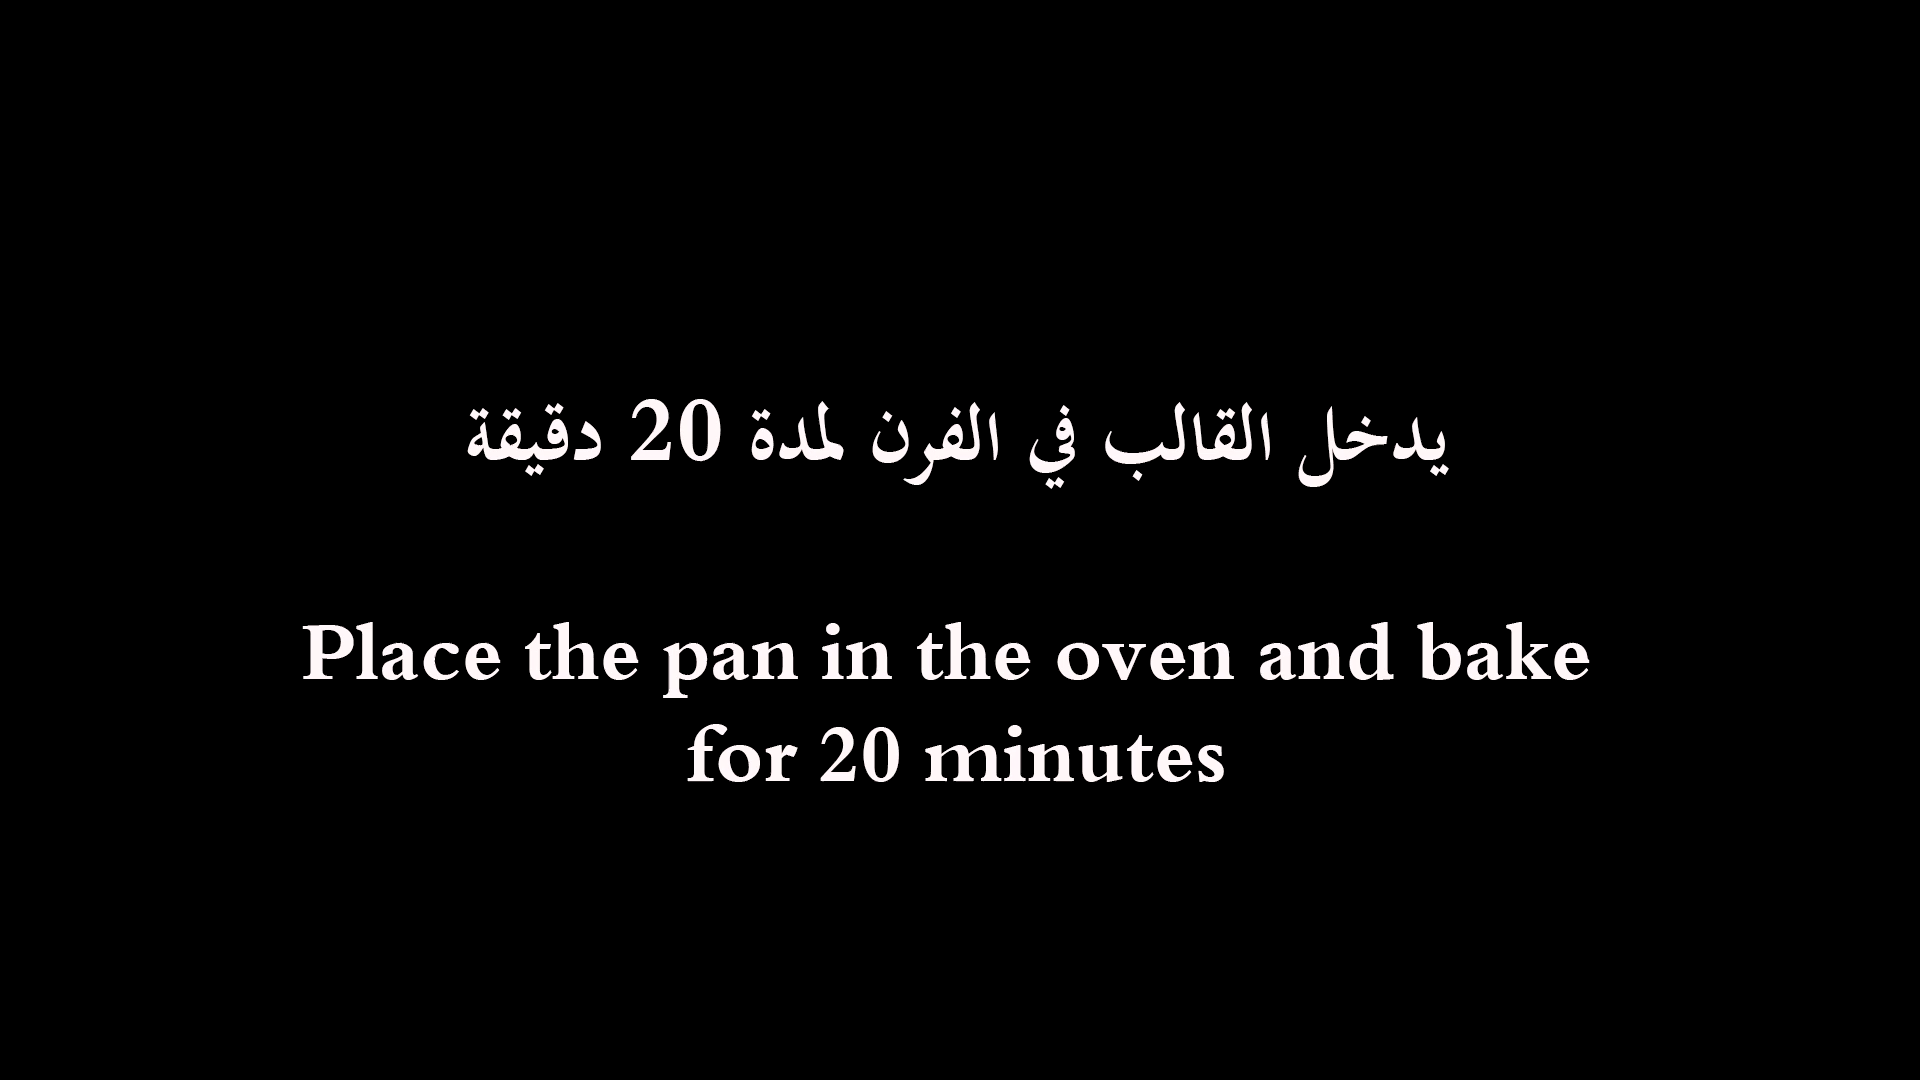 يدخل القالب في الفرن لمدة 20 دقيقة
Place the pan in the oven and bake
for 20 minutes